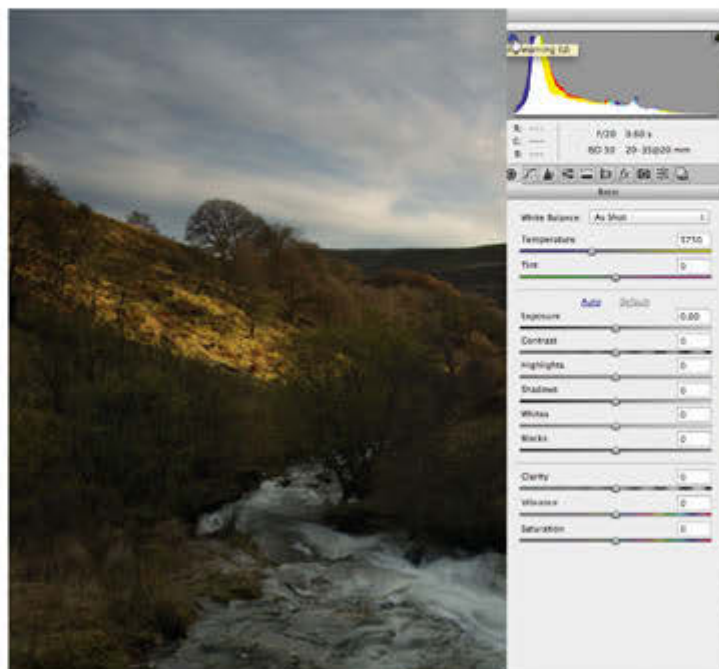 R: ---
G: ---
B: ---
f/20 0.60 s
ISO 50 20-35@20 mm
fx
Basic
White Balance: As Shot
Temperature 5750
Tint 0
Auto Default
Exposure 0.00
Contrast 0
Highlights 0
Shadows 0
Whites 0
Blacks 0
Clarity 0
Vibrance 0
Saturation 0